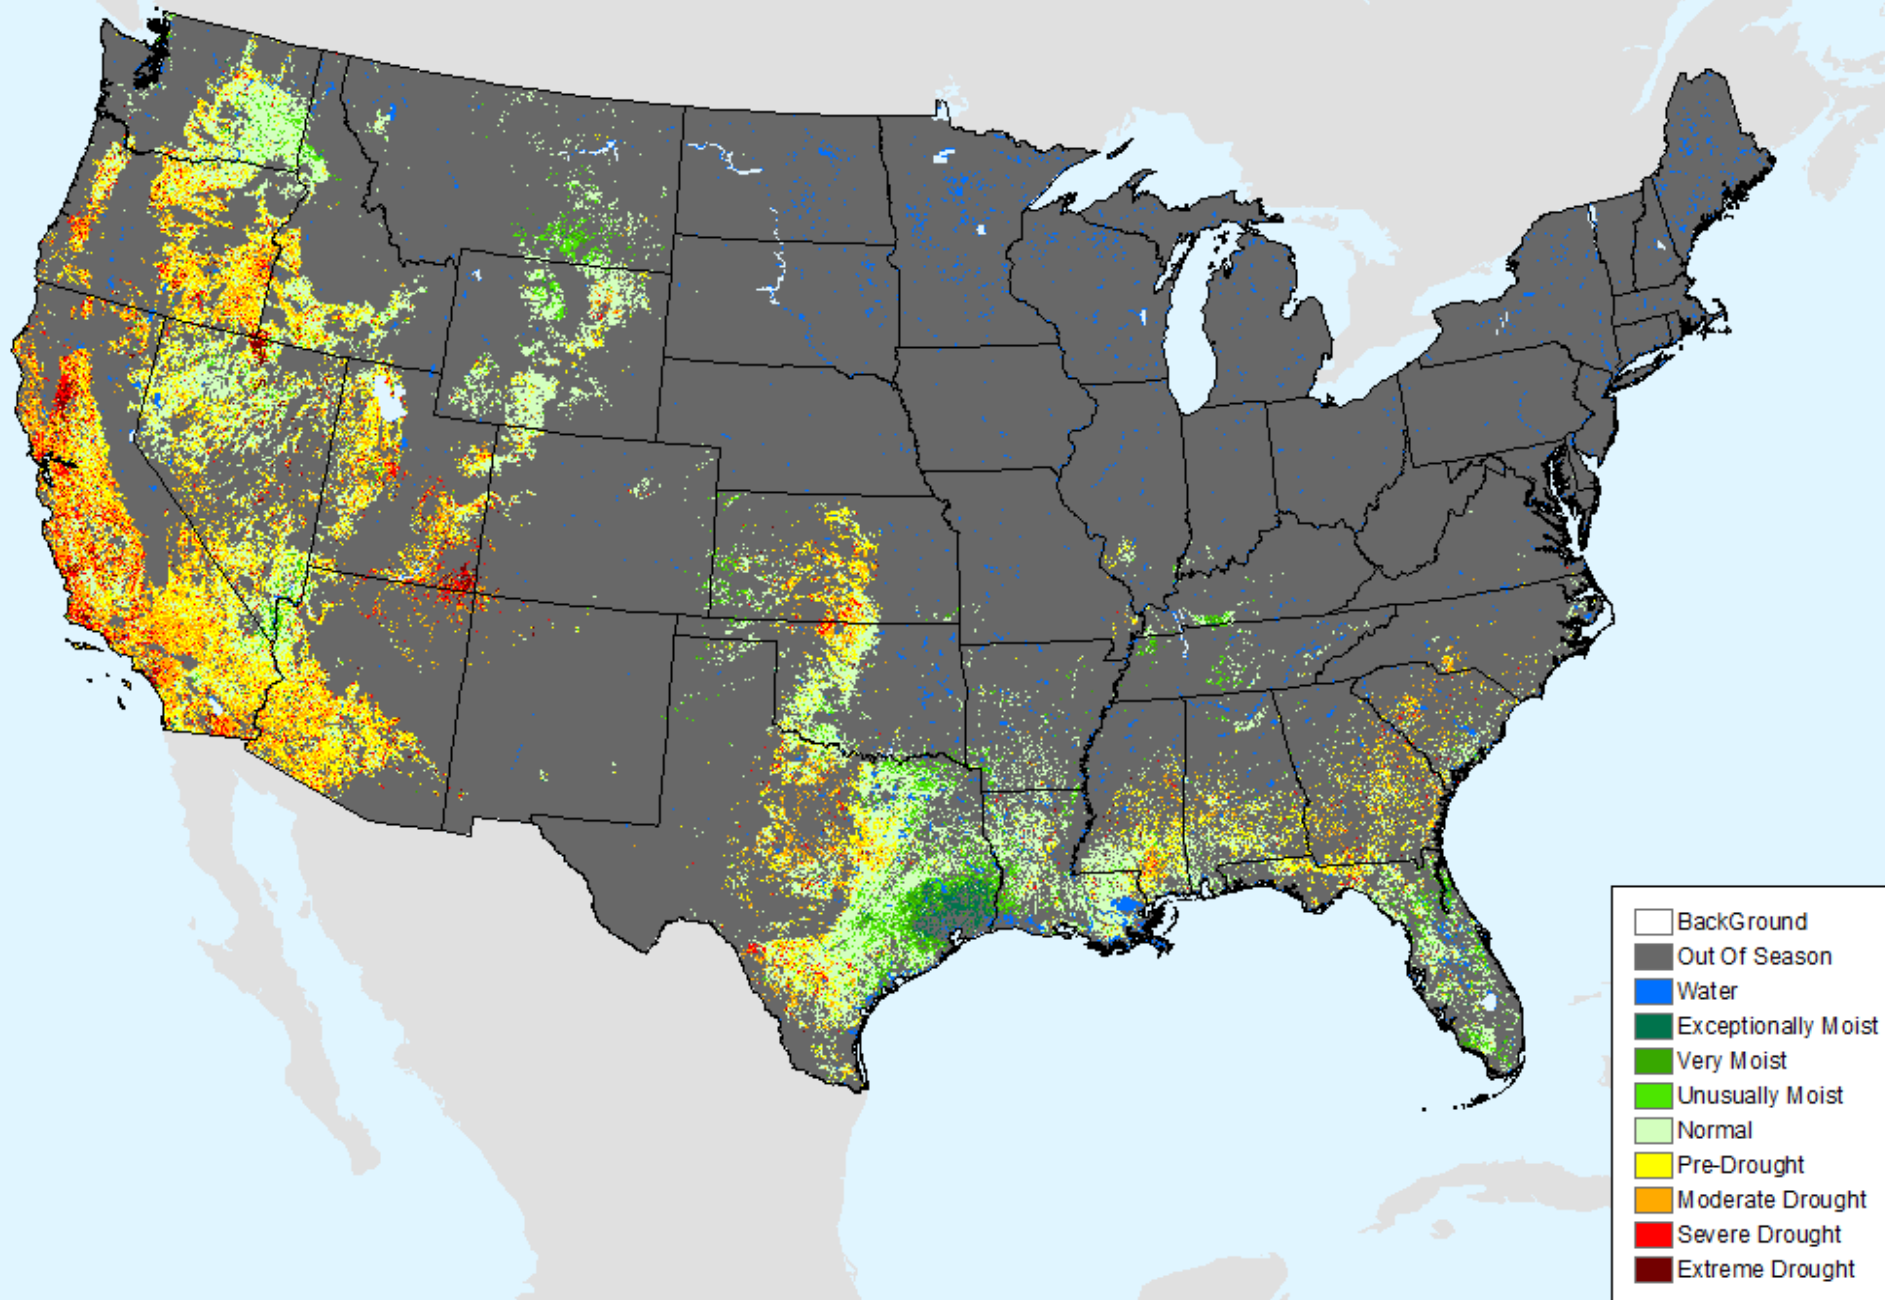 BackGround
Out Of Season
Water
Exceptionally Moist
Very Moist
Unusually Moist
Normal
Pre-Drought
Moderate Drought
Severe Drought
Extreme Drought